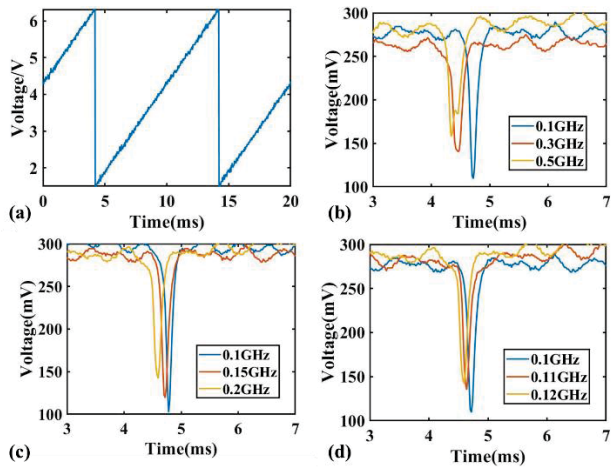 6
4
2
0
5
10
15
20
Voltage/V
Time(ms)
(a)
300
250
200
150
100
3
4
5
6
7
Voltage(mV)
Time(ms)
0.1GHz
0.3GHz
0.5GHz
(b)
300
250
200
150
100
3
4
5
6
7
Voltage(mV)
Time(ms)
0.1GHz
0.15GHz
0.2GHz
(c)
300
250
200
150
100
3
4
5
6
7
Voltage(mV)
Time(ms)
0.1GHz
0.11GHz
0.12GHz
(d)